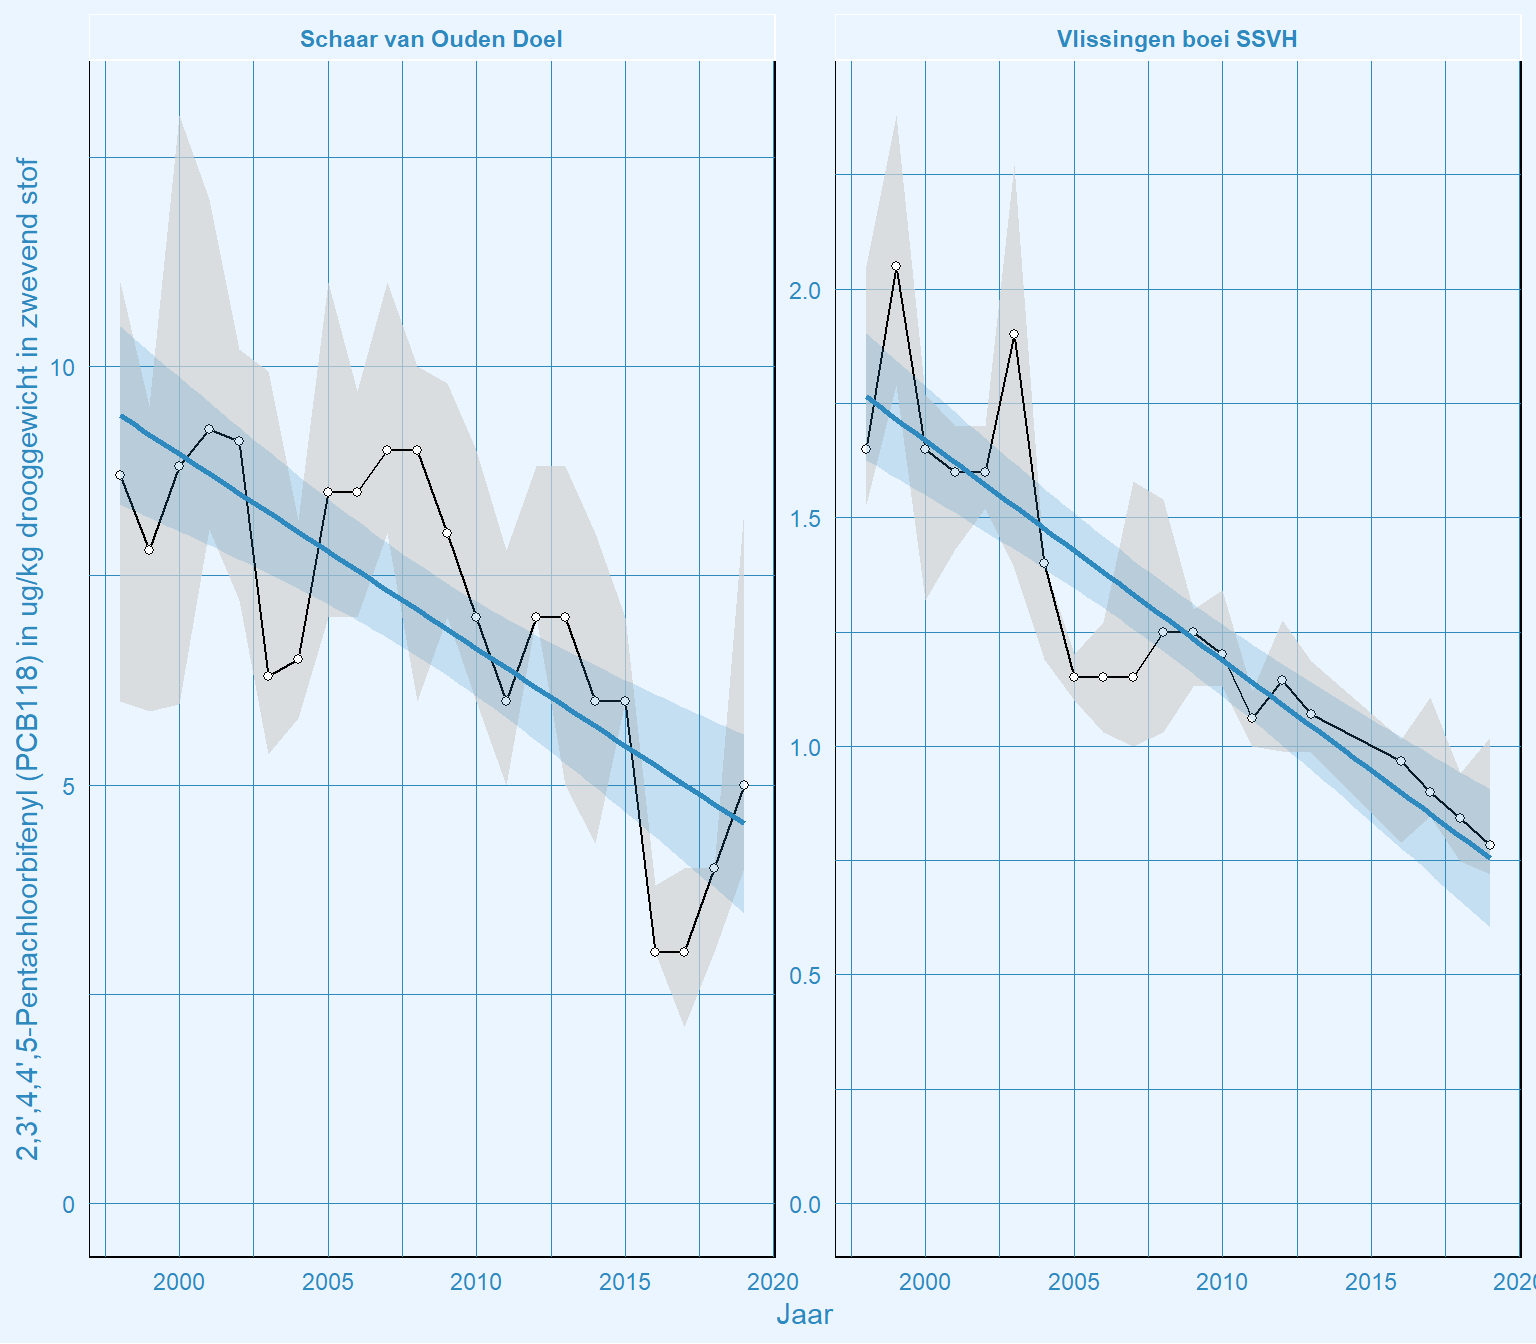 Schaar van Ouden Doel
Vlissingen boei SSVH
2,3',4,4',5-Pentachloorbifenyl (PCB118) in ug/kg drooggewicht in zwevend stof
10
5
0
2.0
1.5
1.0
0.5
0.0
2000 2005 2010 2015 2020
2000 2005 2010 2015 2020
Jaar